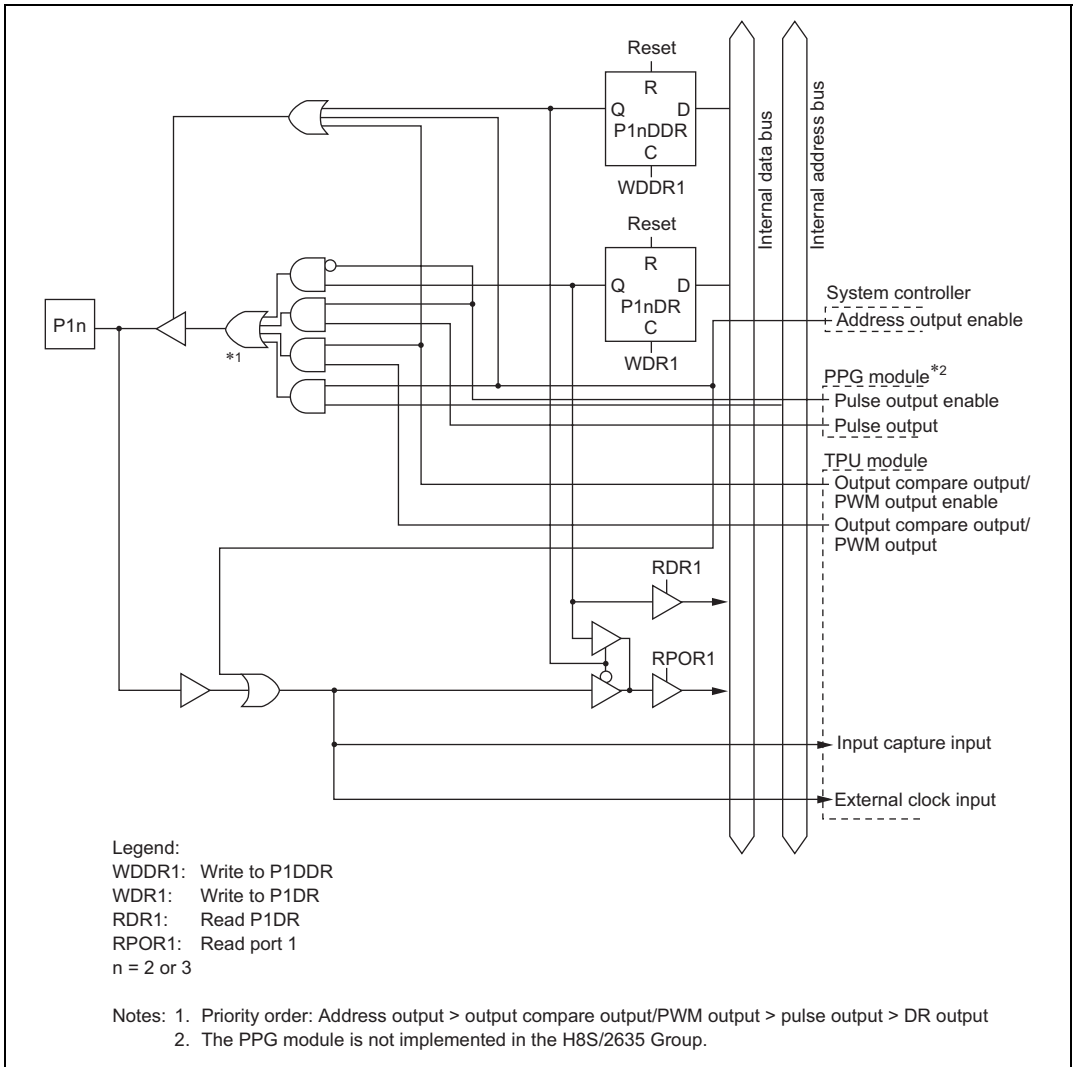 Reset
R
Q D
P1nDDR
C
WDDR1
Reset
R
Q D
P1nDR
C
WDR1
Internal data bus
Internal address bus
System controller
Address output enable
PPG module*2
Pulse output enable
Pulse output
TPU module
Output compare output/
PWM output enable
Output compare output/
PWM output
P1n
*1
RDR1
RPOR1
Input capture input
External clock input
Legend:
WDDR1: Write to P1DDR
WDR1: Write to P1DR
RDR1: Read P1DR
RPOR1: Read port 1
n = 2 or 3
Notes: 1. Priority order: Address output > output compare output/PWM output > pulse output > DR output
2. The PPG module is not implemented in the H8S/2635 Group.